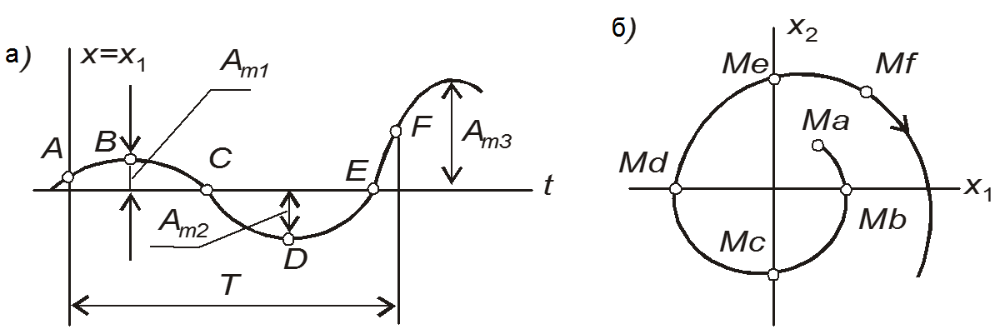 а)
x=x1
Am1
A
B
C
D
E
F
Am2
Am3
T
t
б)
x2
Me
Mf
Ma
Md
Mb
Mc
x1